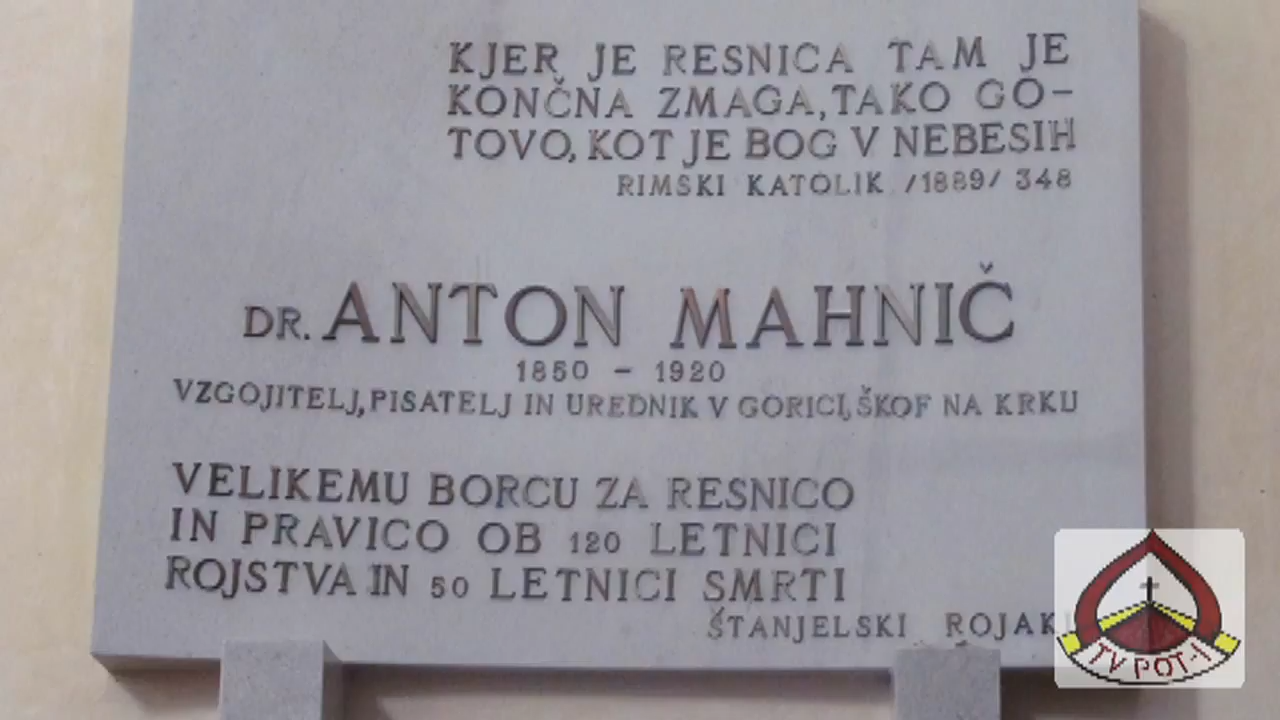 KJER JE RESNICA TAM JE
KONČNA ZMAGA, TAKO GO-
TOVO, KOT JE BOG V NEBESIH
RIMSKI KATOLIK /1889/ 348
DR. ANTON MAHNIČ
1850 - 1920
VZGOJITELJ, PISATELJ IN UREDNIK V GORICI, ŠKOF NA KRKU
VELIKEMU BORCU ZA RESNICO
IN PRAVICO OB 120 LETNICI
ROJSTVA IN 50 LETNICI SMRTI
ŠTANJELSKI ROJAKI
TV POT-1